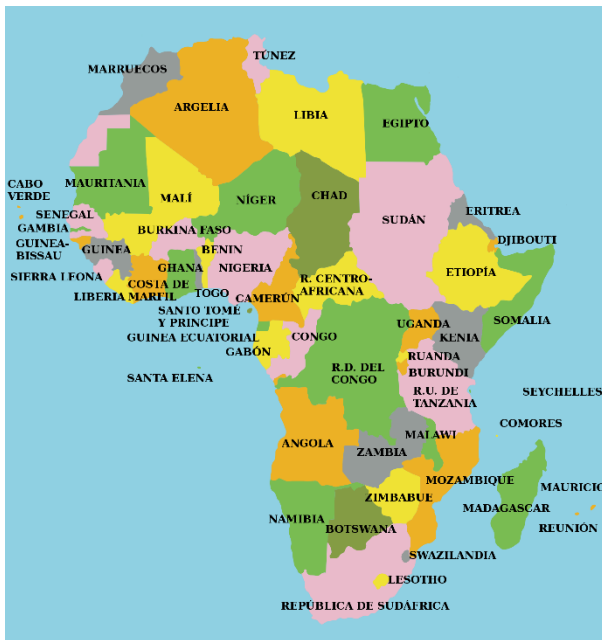 TÚNEZ
MARRUECOS
ARGELIA
LIBIA
EGIPTO
CABO
VERDE
MAURITANIA
MALÍ
NÍGER
CHAD
SUDÁN
ERITREA
SENEGAL
GAMBIA
GUINEA-
BISSAU
GUINEA
BURKINA FASO
BENIN
NIGERIA
DJIBOUTI
SIERRA LEONA
GHANA
COSTA DE
MARFIL
LIBERIA
TOGO
CAMERÚN
R. CENTRO-
AFRICANA
ETIOPÍA
SOMALIA
SANTO TOMÉ
Y PRINCIPE
GUINEA ECUATORIAL
GABÓN
CONGO
UGANDA
KENIA
R.D. DEL
CONGO
RUANDA
BURUNDI
R.U. DE
TANZANIA
SANTA ELENA
SEYCHELLES
COMORES
ANGOLA
ZAMBIA
MALAWI
MOZAMBIQUE
MAURICIO
MADAGASCAR
REUNIÓN
ZIMBABUE
NAMIBIA
BOTSWANA
SWAZILANDIA
LESOTHO
REPÚBLICA DE SUDÁFRICA